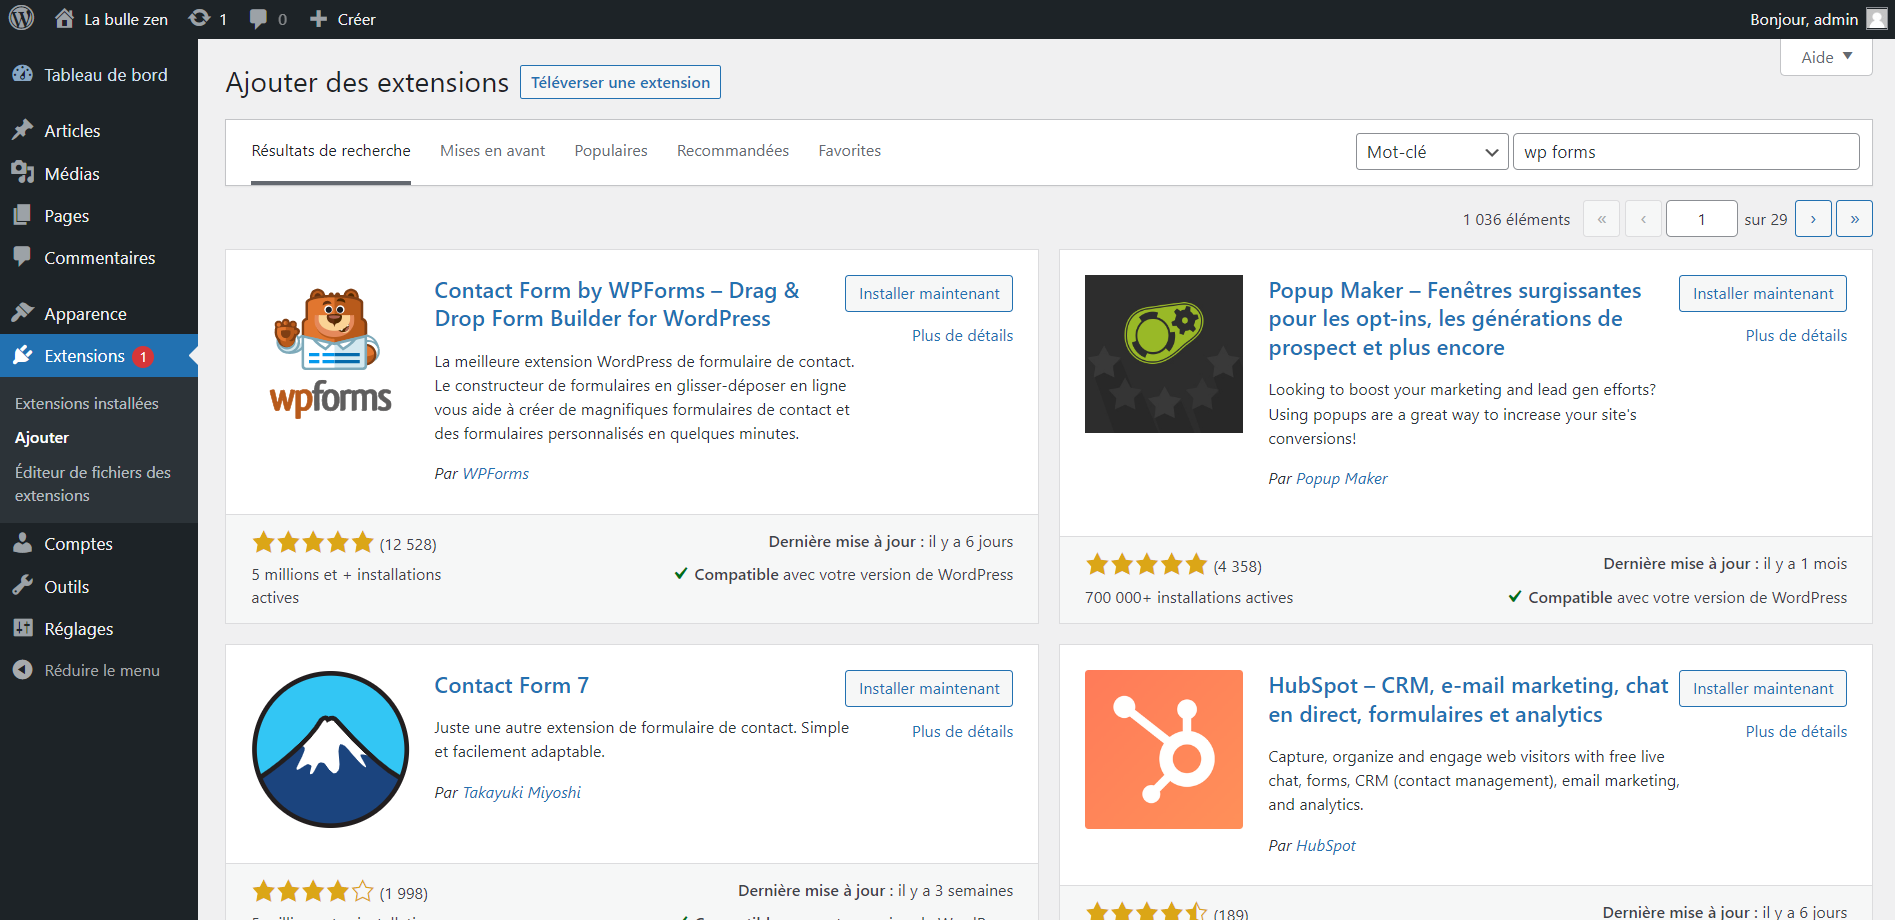 La bulle zen 1 0 Créer Bonjour, admin
Tableau de bord
Articles
Médias
Pages
Commentaires
Apparence
Extensions 1
Extensions installées
Ajouter
Éditeur de fichiers des
extensions
Comptes
Outils
Réglages
Réduire le menu
Aide
Ajouter des extensions Téléverser une extension
Résultats de recherche Mises en avant Populaires Recommandées Favorites Mot-clé wp forms
1 036 éléments « ‹ 1 sur 29 › »
wpforms
Contact Form by WPForms – Drag &
Drop Form Builder for WordPress
Installer maintenant
Plus de détails
La meilleure extension WordPress de formulaire de contact.
Le constructeur de formulaires en glisser-déposer en ligne
vous aide à créer de magnifiques formulaires de contact et
des formulaires personnalisés en quelques minutes.
Par WPForms
(12 528)
5 millions et + installations
actives
Dernière mise à jour : il y a 6 jours
Compatible avec votre version de WordPress
Popup Maker – Fenêtres surgissantes
pour les opt-ins, les générations de
prospect et plus encore
Installer maintenant
Plus de détails
Looking to boost your marketing and lead gen efforts?
Using popups are a great way to increase your site's
conversions!
Par Popup Maker
(4 358)
700 000+ installations actives
Dernière mise à jour : il y a 1 mois
Compatible avec votre version de WordPress
Contact Form 7
Installer maintenant
Plus de détails
Juste une autre extension de formulaire de contact. Simple
et facilement adaptable.
Par Takayuki Miyoshi
(1 998)
Dernière mise à jour : il y a 3 semaines
HubSpot – CRM, e-mail marketing, chat
en direct, formulaires et analytics
Installer maintenant
Plus de détails
Capture, organize and engage web visitors with free live
chat, forms, CRM (contact management), email marketing,
and analytics.
Par HubSpot
(189)
Dernière mise à jour : il y a 6 jours